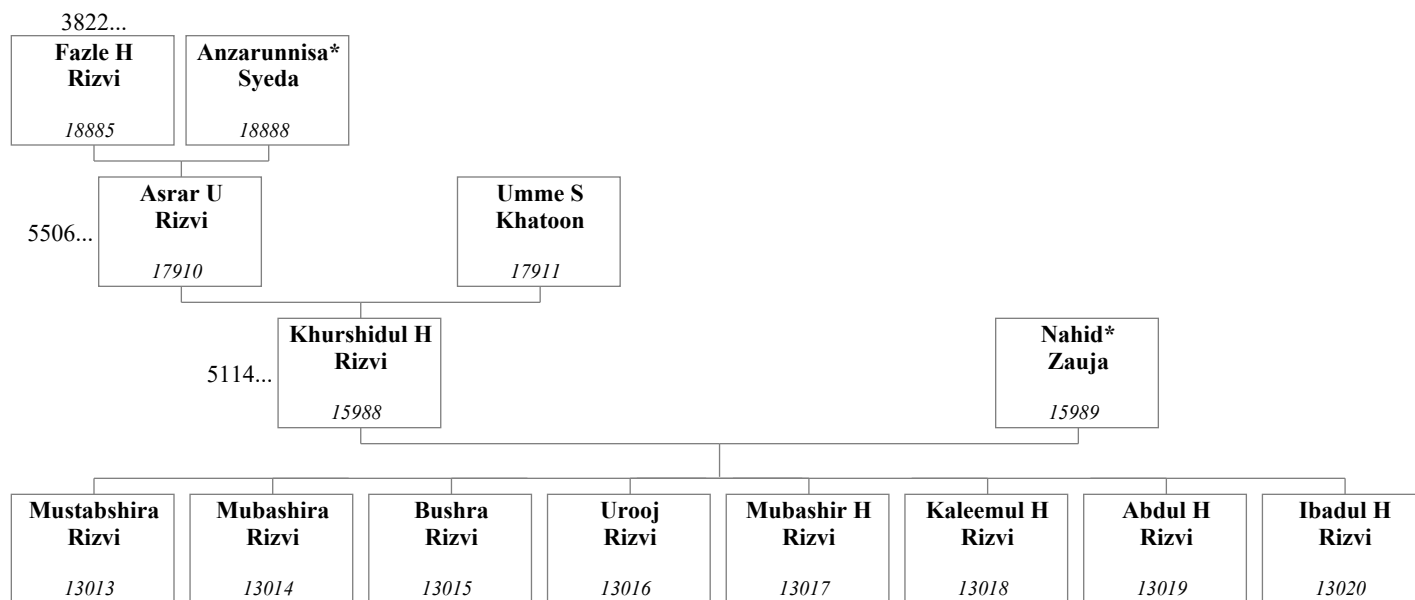 3822...
Fazle H
Rizvi
18885
Anzarunnisa*
Syeda
18888
5506...
Asrar U
Rizvi
17910
Umme S
Khatoon
17911
5114...
Khurshidul H
Rizvi
15988
Nahid*
Zauja
15989
Mustabshira
Rizvi
13013
Mubashira
Rizvi
13014
Bushra
Rizvi
13015
Urooj
Rizvi
13016
Mubashir H
Rizvi
13017
Kaleemul H
Rizvi
13018
Abdul H
Rizvi
13019
Ibadul H
Rizvi
13020